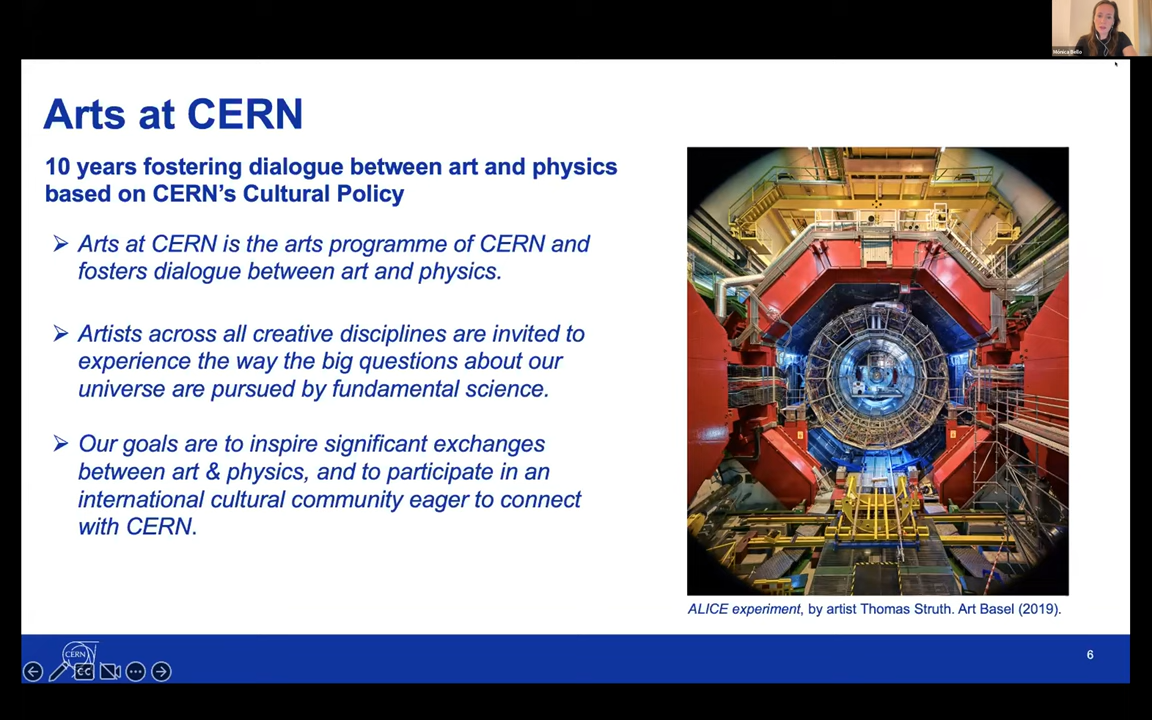 Mónica Bello
Arts at CERN
10 years fostering dialogue between art and physics
based on CERN’s Cultural Policy
Arts at CERN is the arts programme of CERN and
fosters dialogue between art and physics.
Artists across all creative disciplines are invited to
experience the way the big questions about our
universe are pursued by fundamental science.
Our goals are to inspire significant exchanges
between art & physics, and to participate in an
international cultural community eager to connect
with CERN.
ALICE experiment, by artist Thomas Struth. Art Basel (2019).
CERN
CC
6